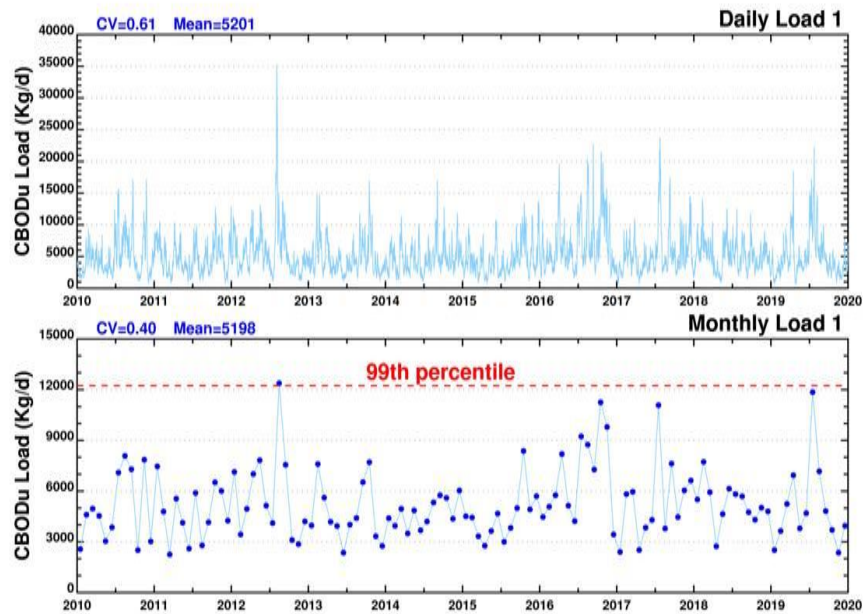 CV=0.61 Mean=5201 Daily Load 1
40000
35000
30000
25000
20000
15000
10000
5000
0
CBODu Load (Kg/d)
2010 2011 2012 2013 2014 2015 2016 2017 2018 2019 2020
CV=0.40 Mean=5198 Monthly Load 1
15000
12000
9000
6000
3000
0
CBODu Load (Kg/d)
99th percentile
2010 2011 2012 2013 2014 2015 2016 2017 2018 2019 2020